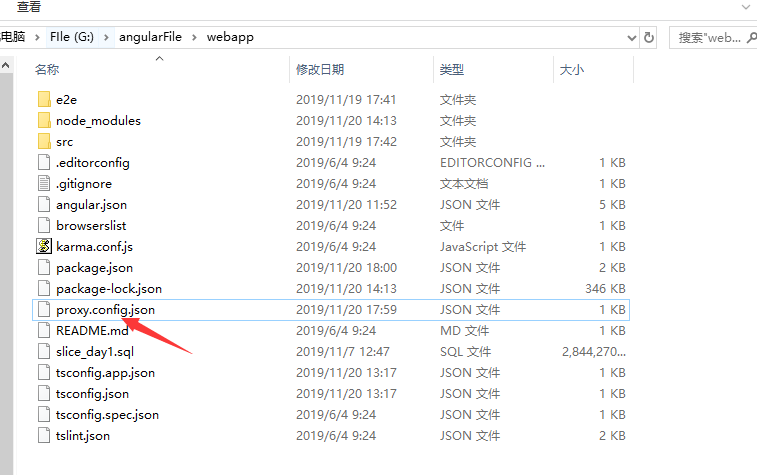 查看
电脑 > FIle (G:) > angularFile > webapp 搜索"web...
名称 修改日期 类型 大小
e2e 2019/11/19 17:41 文件夹
node_modules 2019/11/20 14:13 文件夹
src 2019/11/19 17:42 文件夹
.editorconfig 2019/6/4 9:24 EDITORCONFIG ... 1 KB
.gitignore 2019/6/4 9:24 文本文档 1 KB
angular.json 2019/11/20 11:52 JSON 文件 5 KB
browserslist 2019/6/4 9:24 文件 1 KB
karma.conf.js 2019/6/4 9:24 JavaScript 文件 1 KB
package.json 2019/11/20 18:00 JSON 文件 2 KB
package-lock.json 2019/11/20 14:13 JSON 文件 346 KB
proxy.config.json 2019/11/20 17:59 JSON 文件 1 KB
README.md 2019/6/4 9:24 MD 文件 1 KB
slice_day1.sql 2019/11/7 12:47 SQL 文件 2,844,270...
tsconfig.app.json 2019/11/20 13:17 JSON 文件 1 KB
tsconfig.json 2019/11/20 13:17 JSON 文件 1 KB
tsconfig.spec.json 2019/6/4 9:24 JSON 文件 1 KB
tslint.json 2019/6/4 9:24 JSON 文件 2 KB